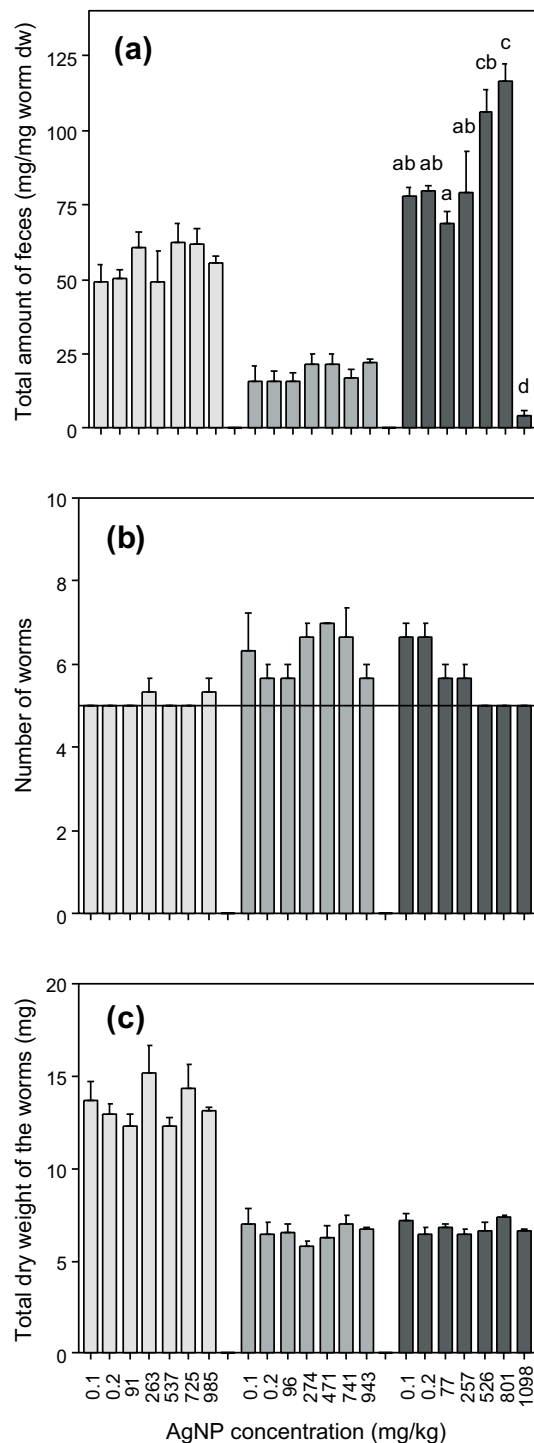 (a)
Total amount of feces (mg/mg worm dw)
125
100
75
50
25
0
ab ab a ab cb c d
(b)
Number of worms
10
8
6
4
2
0
(c)
Total dry weight of the worms (mg)
20
15
10
5
0
0.1 0.2 91 263 537 725 985 0.1 0.2 96 274 471 741 943 0.1 0.2 77 257 526 801 1098
AgNP concentration (mg/kg)